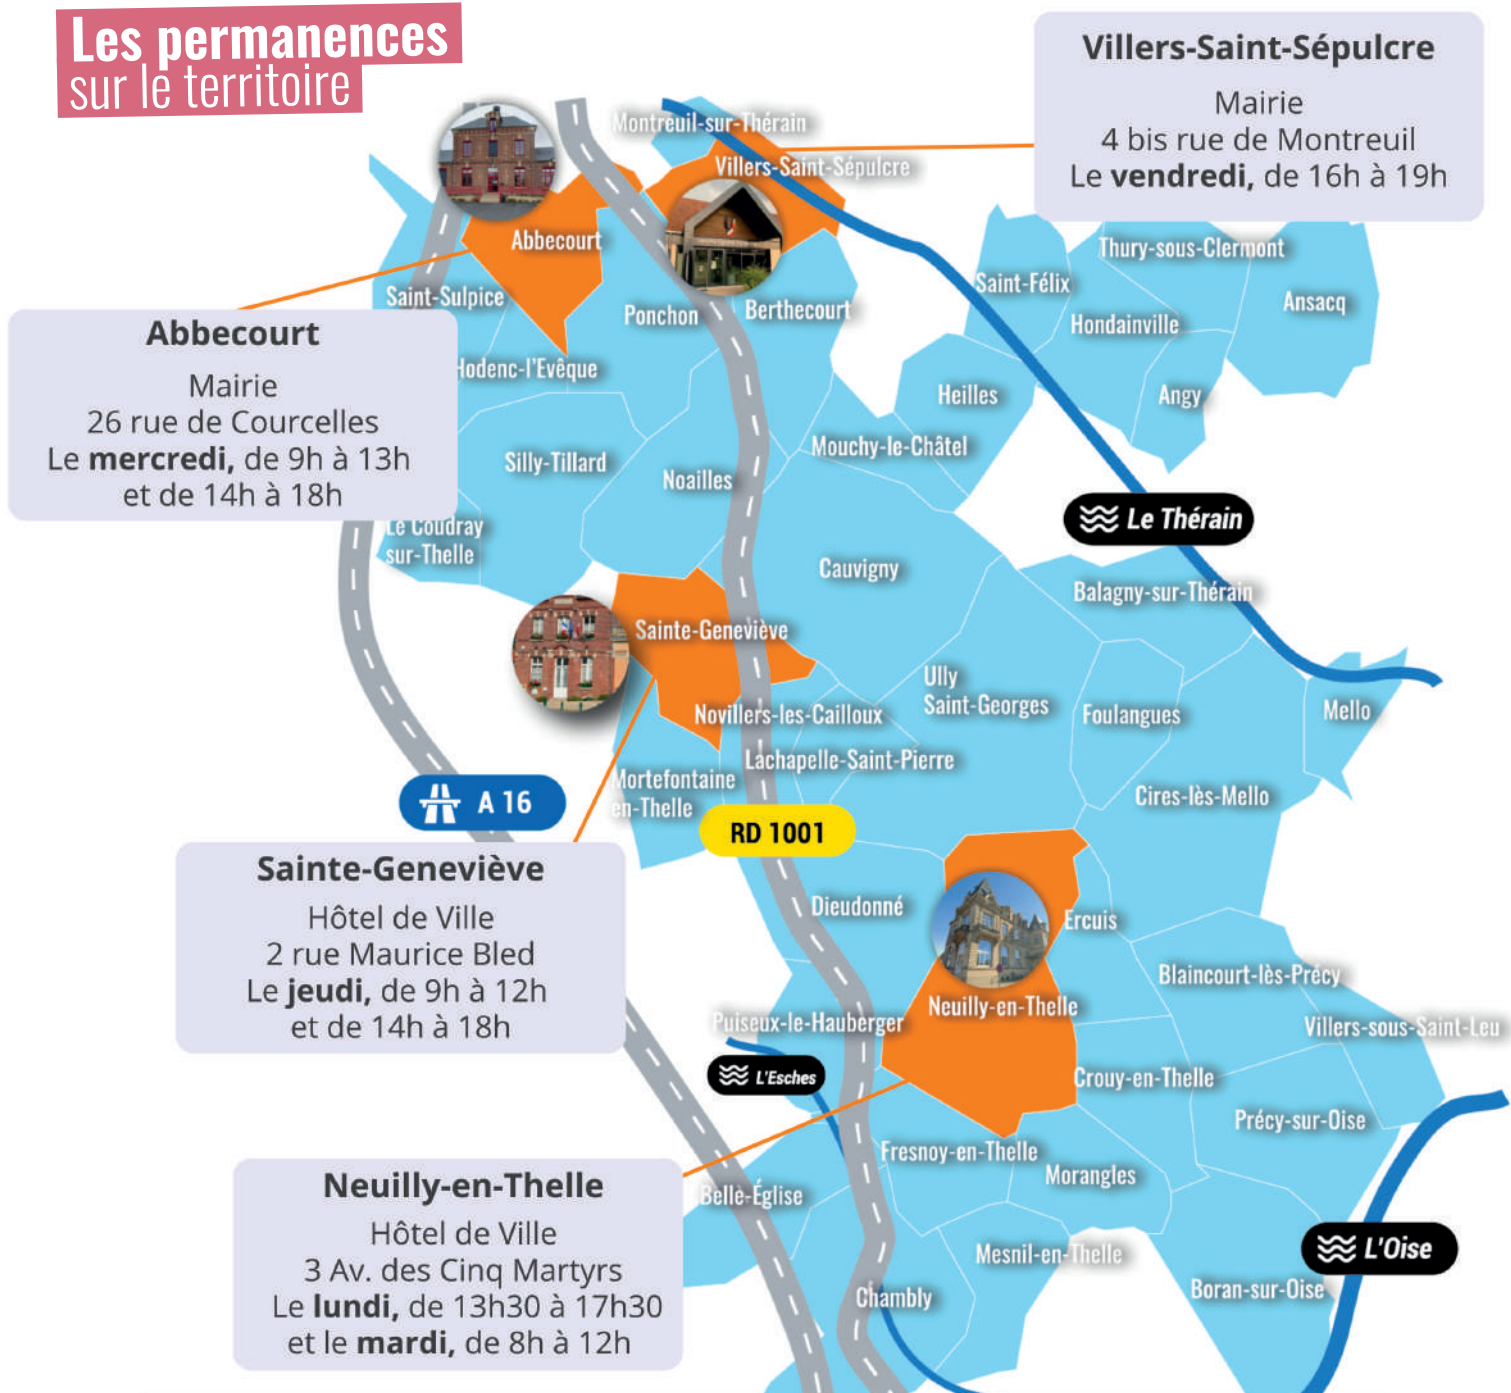 Les permanences
sur le territoire
Villers-Saint-Sépulcre
Mairie
4 bis rue de Montreuil
Le vendredi, de 16h à 19h
Montreuil-sur-Thérain
Villers-Saint-Sépulcre
Abbecourt
Saint-Sulpice
Ponchon
Berthecourt
Saint-Félix
Thury-sous-Clermont
Hondainville
Ansacq
Abbecourt
Mairie
26 rue de Courcelles
Le mercredi, de 9h à 13h
et de 14h à 18h
Hodenc-l'Evêque
Heilles
Angy
Mouchy-le-Châtel
Silly-Tillard
Noailles
Le Coudray
sur-Thelle
Le Thérain
Cauvigny
Balagny-sur-Thérain
Sainte-Geneviève
Ully
Saint-Georges
Novillers-les-Cailloux
Foulangues
Mello
Lachapelle-Saint-Pierre
Mortefontaine
en-Thelle
Cires-lès-Mello
A 16
RD 1001
Sainte-Geneviève
Hôtel de Ville
2 rue Maurice Bled
Le jeudi, de 9h à 12h
et de 14h à 18h
Dieudonné
Ercuis
Blaincourt-lès-Précy
Neuilly-en-Thelle
Puiseux-le-Hauberger
Villers-sous-Saint-Leu
L'Esches
Crouy-en-Thelle
Précy-sur-Oise
Fresnoy-en-Thelle
Morangles
Belle-Église
Neuilly-en-Thelle
Hôtel de Ville
3 Av. des Cinq Martyrs
Le lundi, de 13h30 à 17h30
et le mardi, de 8h à 12h
Mesnil-en-Thelle
L'Oise
Boran-sur-Oise
Chambly